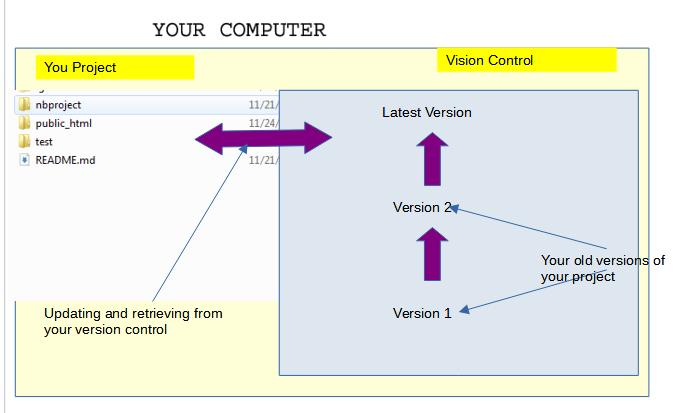 YOUR COMPUTER
You Project
Vision Control
nbproject
11/21/
public_html
11/24/
test
README.md
11/21/
Latest Version
Version 2
Your old versions of
your project
Version 1
Updating and retrieving from
your version control